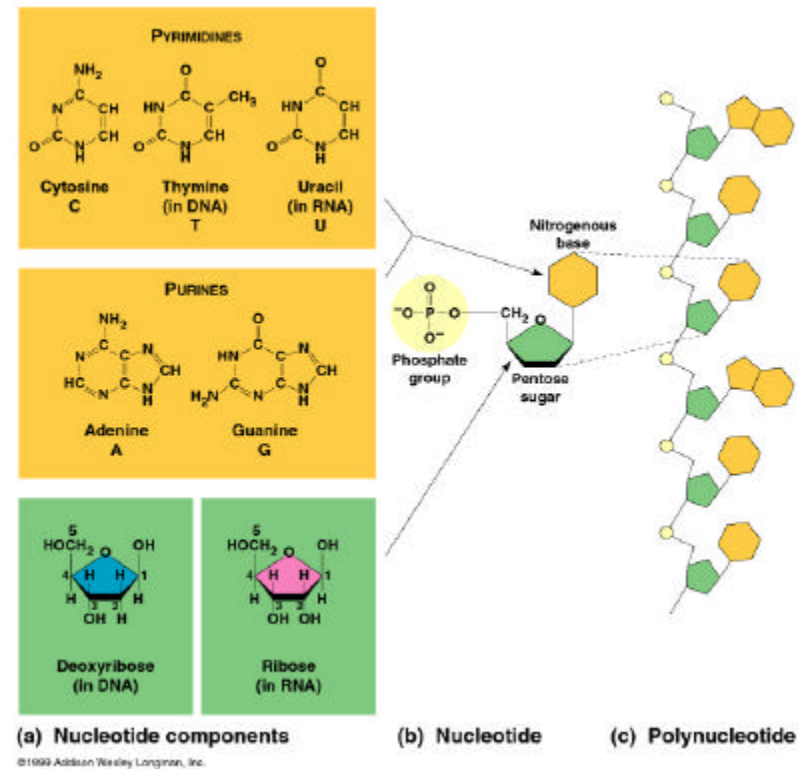 PYRIMIDINES
NH2
N
C
CH
C
CH
O
N
H
Cytosine
C
O
C
CH3
HN
C
C
CH
O
N
H
Thymine
(in DNA)
T
O
C
HN
CH
C
CH
O
N
H
Uracil
(in RNA)
U
PURINES
NH2
C
N
C
N
CH
HC
C
N
N
H
Adenine
A
O
C
HN
C
N
CH
C
C
H2N
N
N
H
Guanine
G
5
HOCH2
O
OH
4
H
H
1
H
3
2
H
OH
H
Deoxyribose
(in DNA)
5
HOCH2
O
OH
4
H
H
1
H
3
2
H
OH
OH
Ribose
(in RNA)
Nitrogenous
base
O
−O
P
O
CH2
O
O−
Phosphate
group
Pentose
sugar
(a) Nucleotide components
(b) Nucleotide
(c) Polynucleotide
©1999 Addison Wesley Longman, Inc.